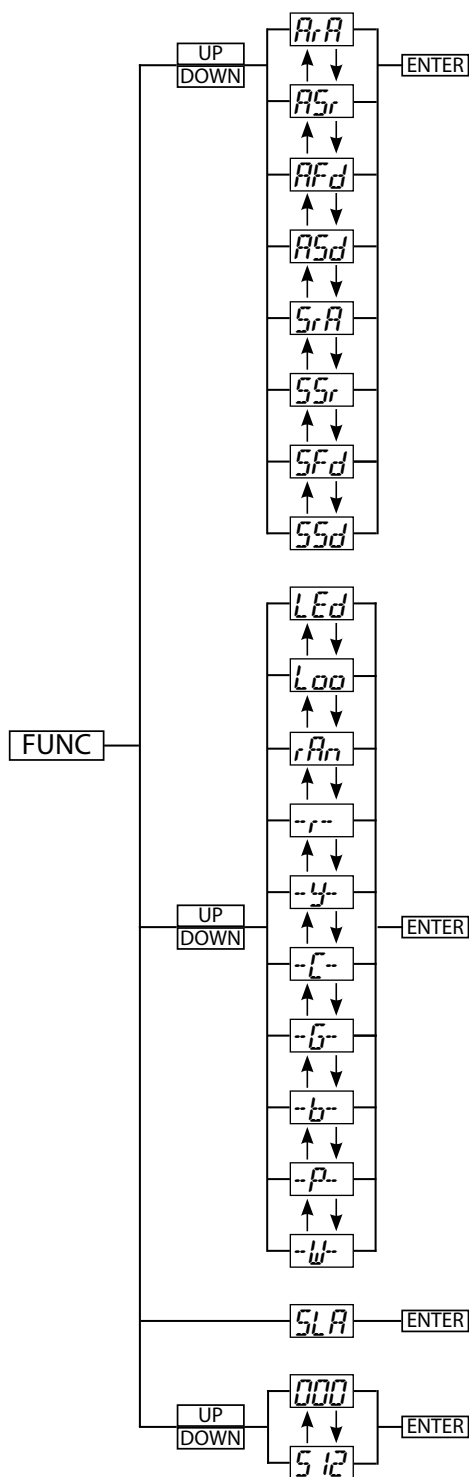 UP
DOWN
ArA
ASr
AFd
ASd
SrA
SSr
SFd
SSd
ENTER
FUNC
UP
DOWN
LEd
Loo
rAn
-r-
-y-
-C-
-G-
-b-
-P-
-W-
ENTER
SLA
ENTER
UP
DOWN
000
512
ENTER